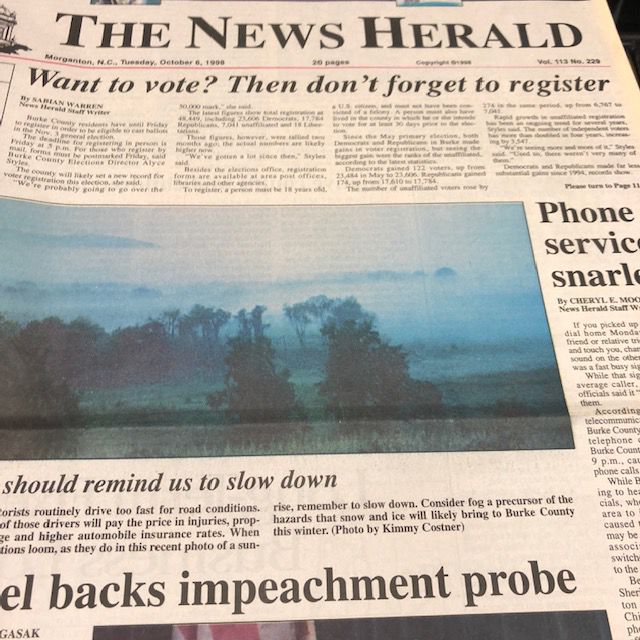 THE NEWS HERALD
Morganton, N.C., Tuesday, October 6, 1998
20 pages
Copyright ©1998
Vol. 113 No. 229
Want to vote? Then don't forget to register
By SABIAN WARREN
News Herald Staff Writer
Burke County residents have until Friday
to register in order to be eligible to cast ballots
in the Nov. 3 general election.
The deadline for registering in person is
Friday at 5 p.m. For those who register by
mail, forms must be postmarked Friday, said
Burke County Elections Director Alyce
Styles.
The county will likely set a new record for
voter registration this election, she said.
"We're probably going to go over the
50,000 mark," she said.
The latest figures show total registration at
48,449, including 23,606 Democrats, 17,784
Republicans, 7,041 unaffiliated and 18 Liber-
tarians.
Those figures, however, were tallied two
months ago; the actual numbers are likely
higher now.
"We've gotten a lot since then," Styles
said.
Besides the elections office, registration
forms are available at area post offices,
libraries and other agencies.
To register, a person must be 18 years old,
a U.S. citizen, and must not have been con-
victed of a felony. A person must also have
lived in the county in which he or she intends
to vote for at least 30 days prior to the elec-
tion.
Since the May primary election, both
Democrats and Republicans in Burke made
gains in voter registration, but seeing the
biggest gain were the ranks of the unaffiliated,
according to the latest statistics.
Democrats gained 122 voters, up from
23,484 in May to 23,606. Republicans gained
174, up from 17,610 to 17,784.
The number of unaffiliated voters rose by
274 in the same period, up from 6,767 to
7,041.
Rapid growth in unaffiliated registration
has been an ongoing trend for several years,
Styles said. The number of independent voters
has more than doubled in four years, increas-
ing by 3,547.
"We're seeing more and more of it," Styles
said. "Used to, there weren't very many of
them."
Democrats and Republicans made far less
substantial gains since 1994, records show.
Please turn to Page 11
Phone
service
snarle
By CHERYL E. MOO
News Herald Staff W
If you picked up
dial home Monda
friend or relative tri
and touch you, chan
sound on the other
was a fast busy sig
While that sig
average caller,
officials said it "
them.
According
telecommunic
Burke County
telephone
Burke Count
9 p.m., cau
phone calls
While B
ing to hea
cials, wh
area to
caused
may be
associ
switch
to the
Be
Sheri
ton
Chi
ph
should remind us to slow down
torists routinely drive too fast for road conditions.
of those drivers will pay the price in injuries, prop-
ge and higher automobile insurance rates. When
tions loom, as they do in this recent photo of a sun-
rise, remember to slow down. Consider fog a precursor of the
hazards that snow and ice will likely bring to Burke County
this winter. (Photo by Kimmy Costner)
el backs impeachment probe
GASAK